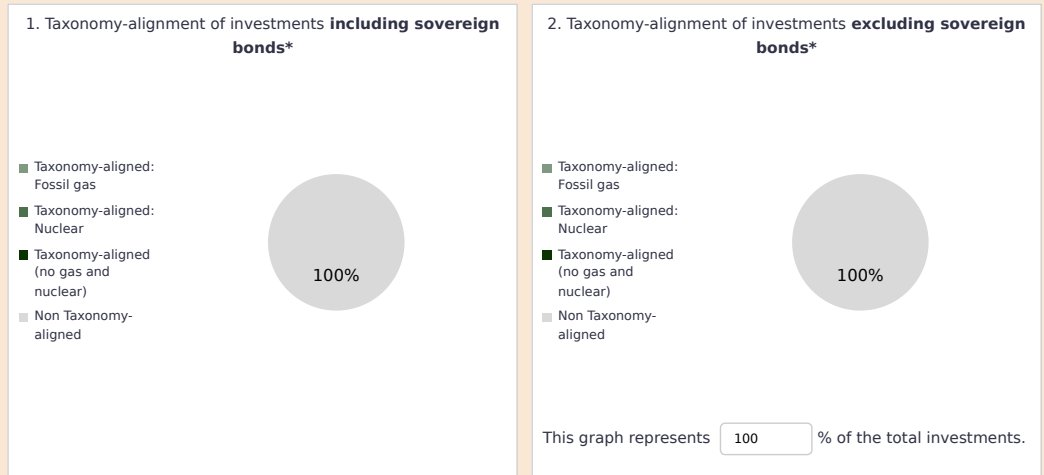 1. Taxonomy-alignment of investments including sovereign
bonds*
Taxonomy-aligned:
Fossil gas
Taxonomy-aligned:
Nuclear
Taxonomy-aligned
(no gas and
nuclear)
Non Taxonomy-
aligned
100%
2. Taxonomy-alignment of investments excluding sovereign
bonds*
Taxonomy-aligned:
Fossil gas
Taxonomy-aligned:
Nuclear
Taxonomy-aligned
(no gas and
nuclear)
Non Taxonomy-
aligned
100%
This graph represents 100 % of the total investments.